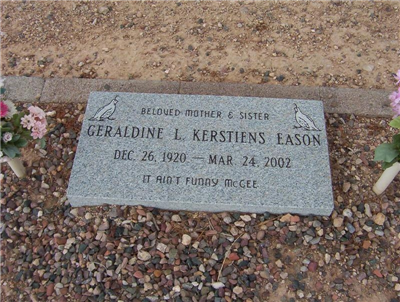 BELOVED MOTHER & SISTER
GERALDINE L. KERSTIENS EASON
DEC. 26, 1920 — MAR. 24, 2002
IT AIN'T FUNNY MCGEE